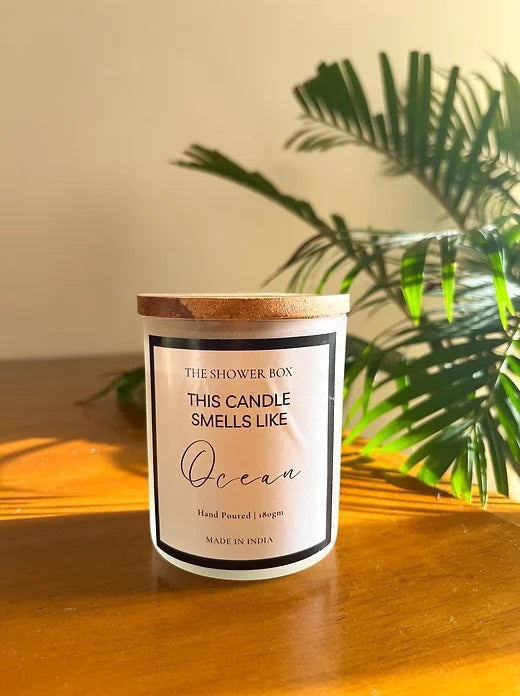 THE SHOWER BOX
THIS CANDLE
SMELLS LIKE
Ocean
Hand Poured | 180gm
MADE IN INDIA